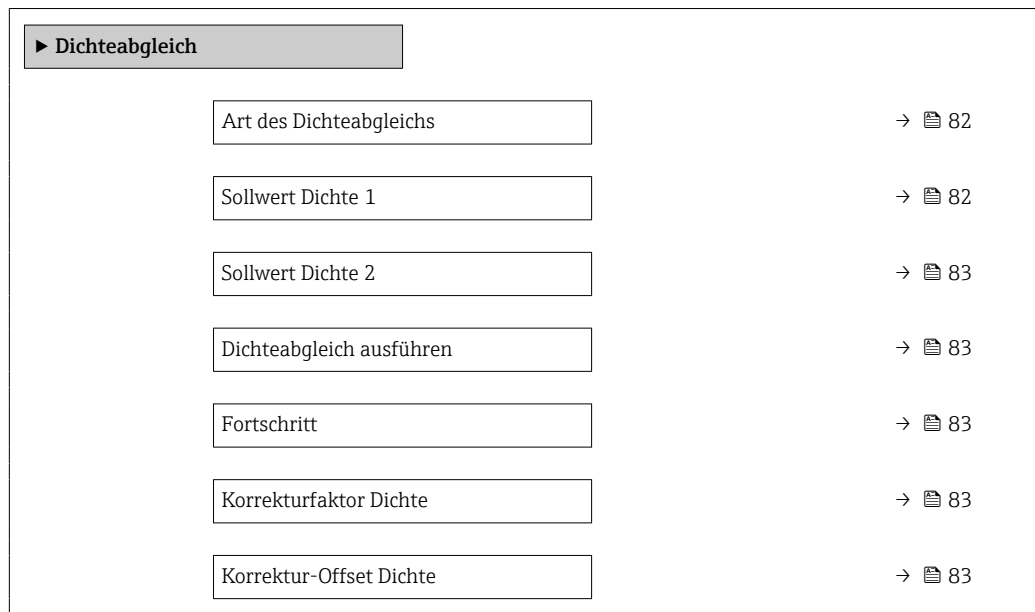 ► Dichteabgleich
Art des Dichteabgleichs → 82
Sollwert Dichte 1 → 82
Sollwert Dichte 2 → 83
Dichteabgleich ausführen → 83
Fortschritt → 83
Korrekturfaktor Dichte → 83
Korrektur-Offset Dichte → 83